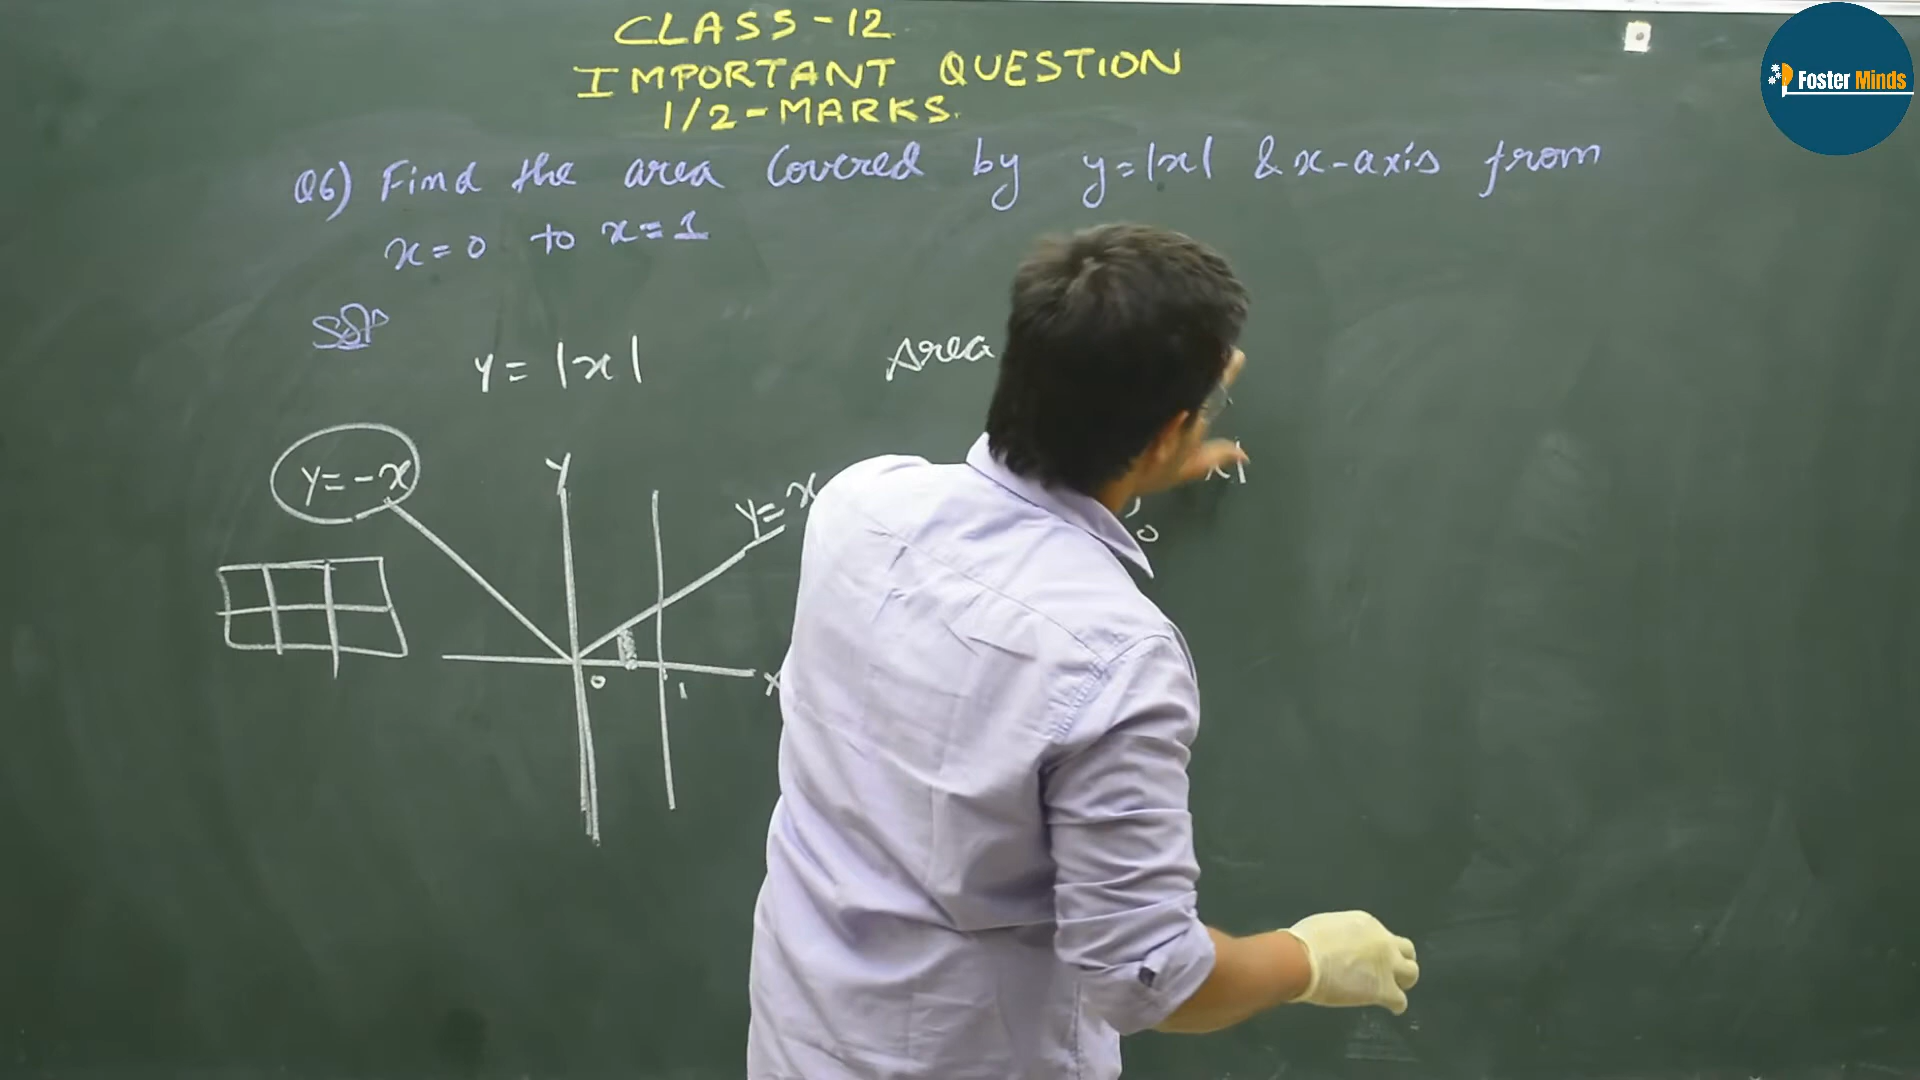 CLASS-12
IMPORTANT QUESTION
1/2-MARKS.
Foster Minds
Q6) Find the area covered by y=|x| & x-axis from
x=0 to x=1
Sol
y = |x|
Area
y=-x
y
y=x
0
0
1
x